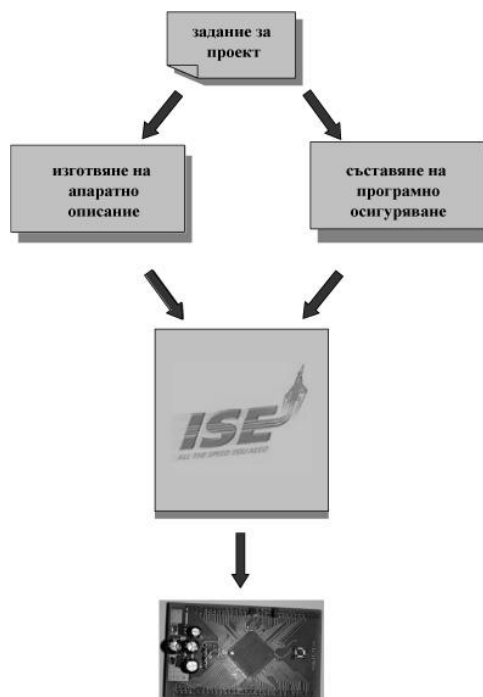 задание за
проект
изготвяне на
апаратно
описание
съставяне на
програмно
осигуряване
ISE
ALL THE SPEED YOU NEED